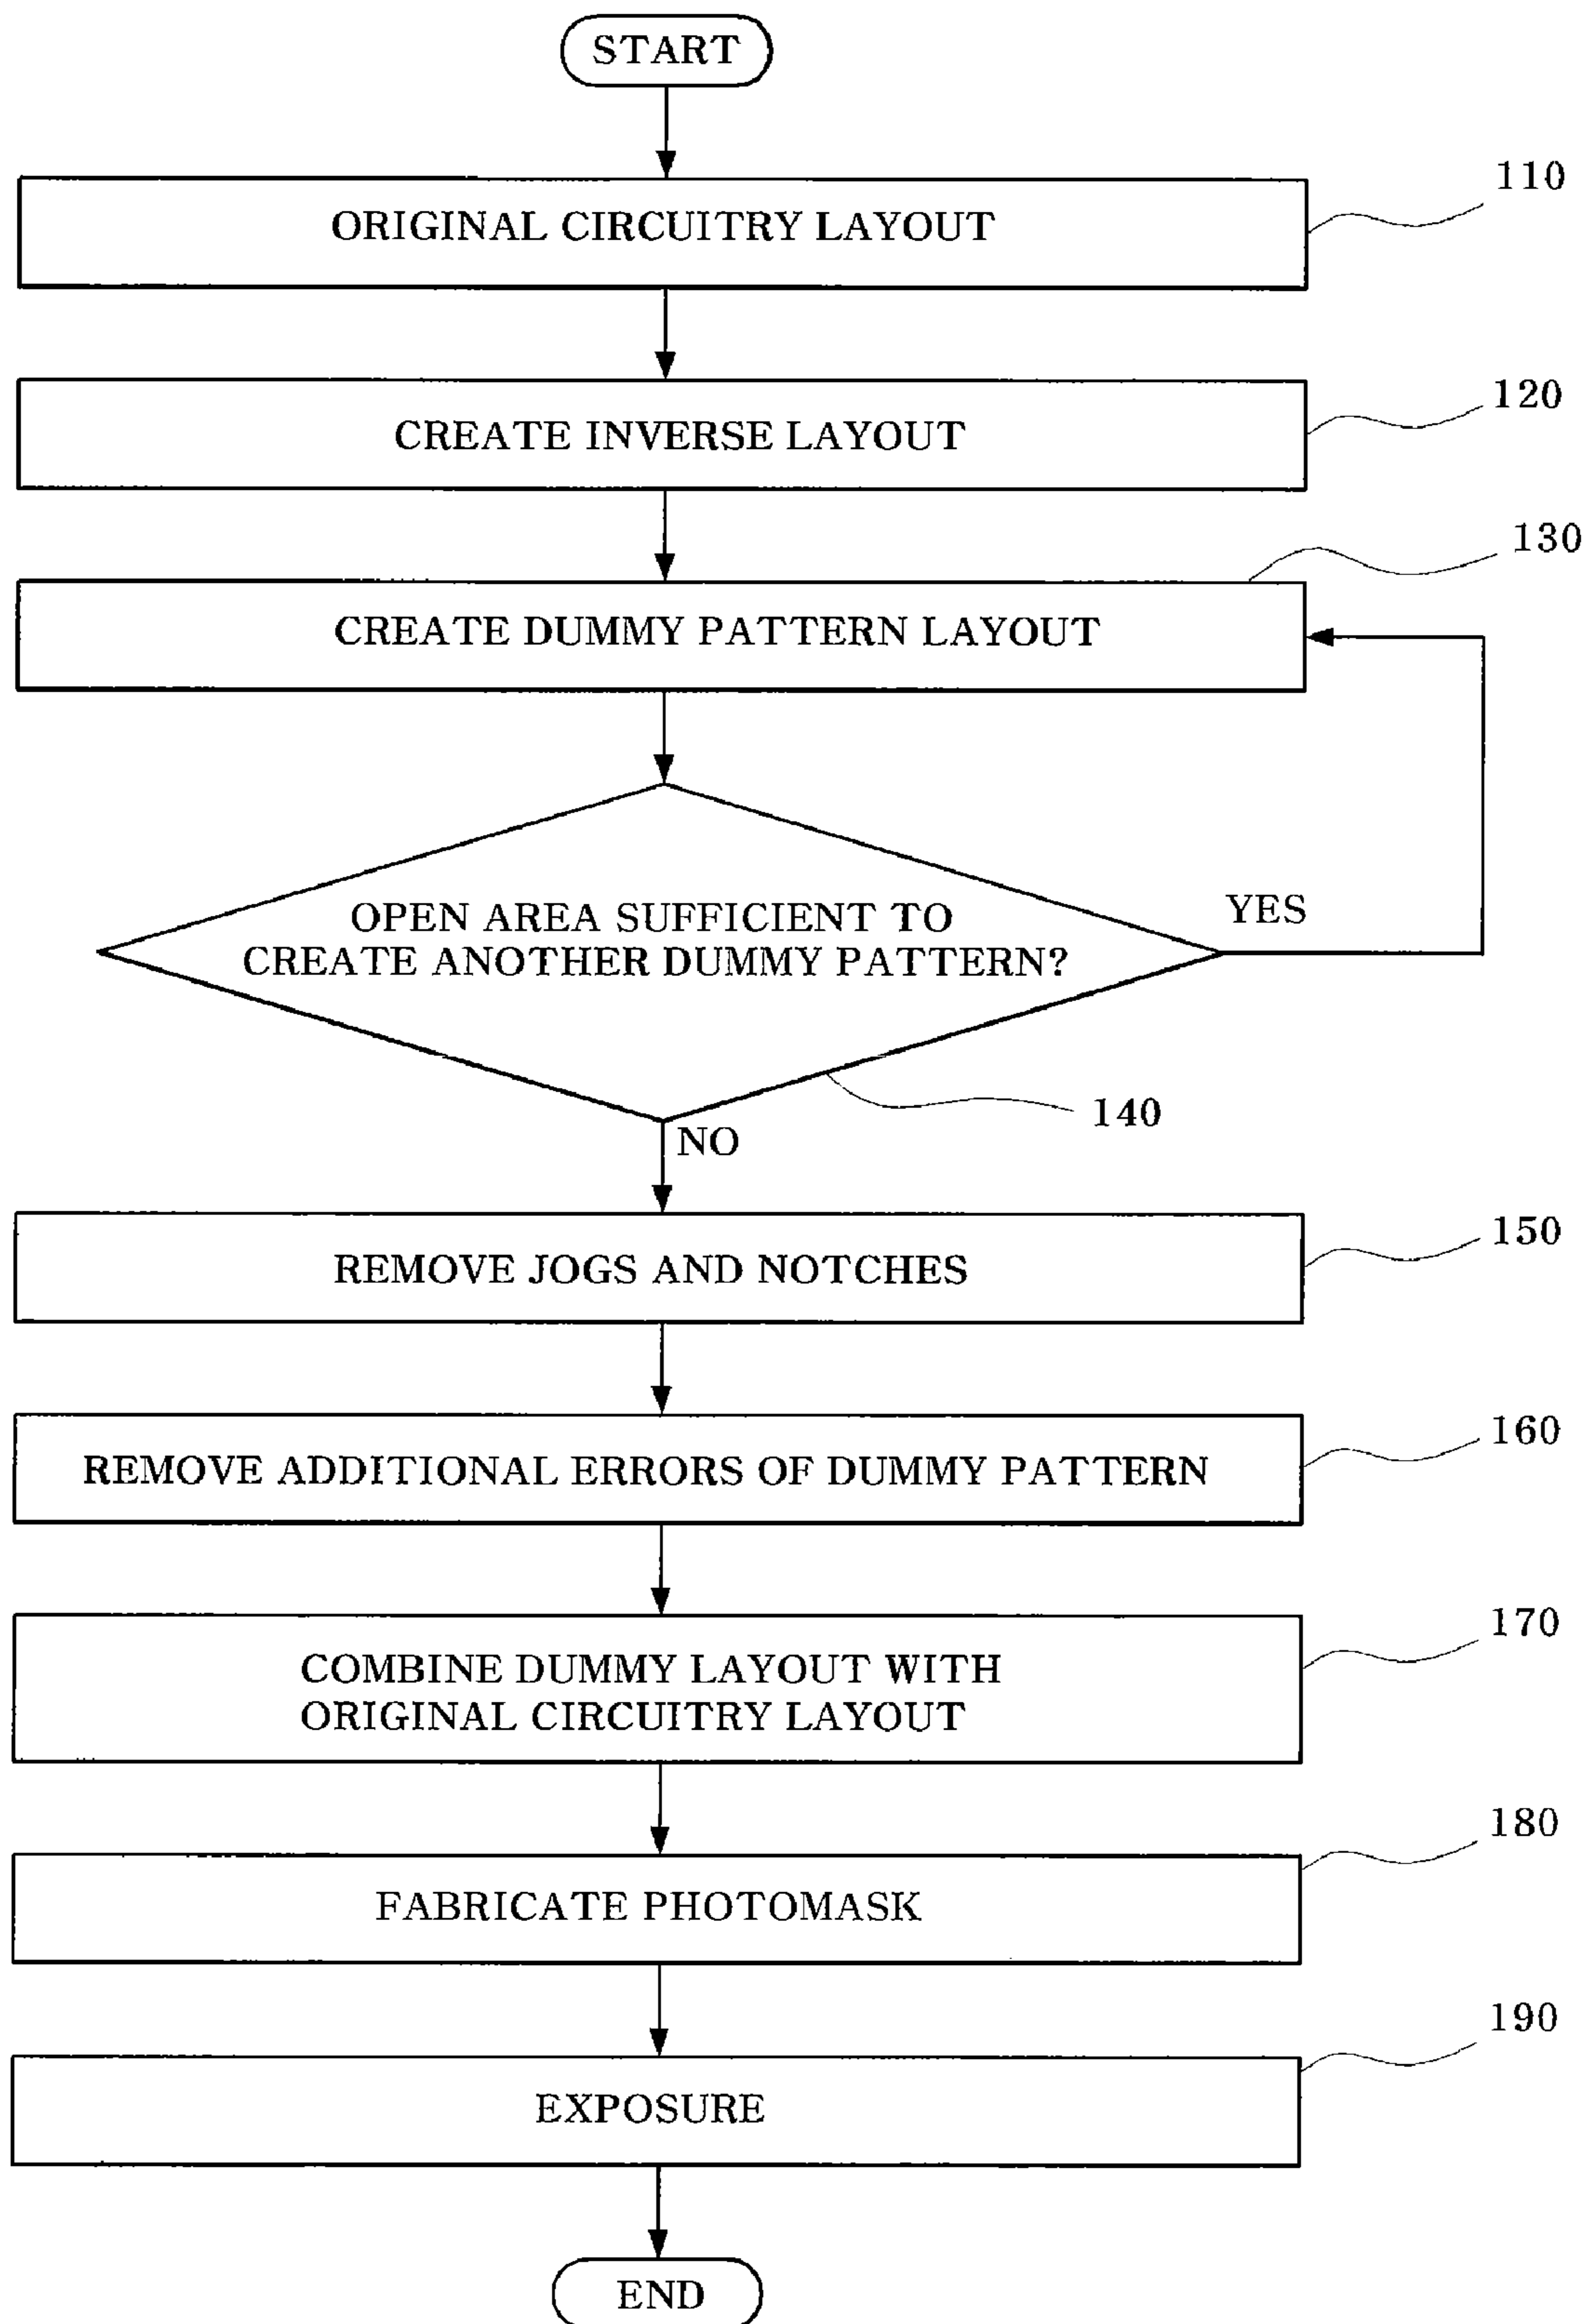 START
110
ORIGINAL CIRCUITRY LAYOUT
120
CREATE INVERSE LAYOUT
130
CREATE DUMMY PATTERN LAYOUT
OPEN AREA SUFFICIENT TO
CREATE ANOTHER DUMMY PATTERN?
YES
140
NO
150
REMOVE JOGS AND NOTCHES
160
REMOVE ADDITIONAL ERRORS OF DUMMY PATTERN
170
COMBINE DUMMY LAYOUT WITH
ORIGINAL CIRCUITRY LAYOUT
180
FABRICATE PHOTOMASK
190
EXPOSURE
END